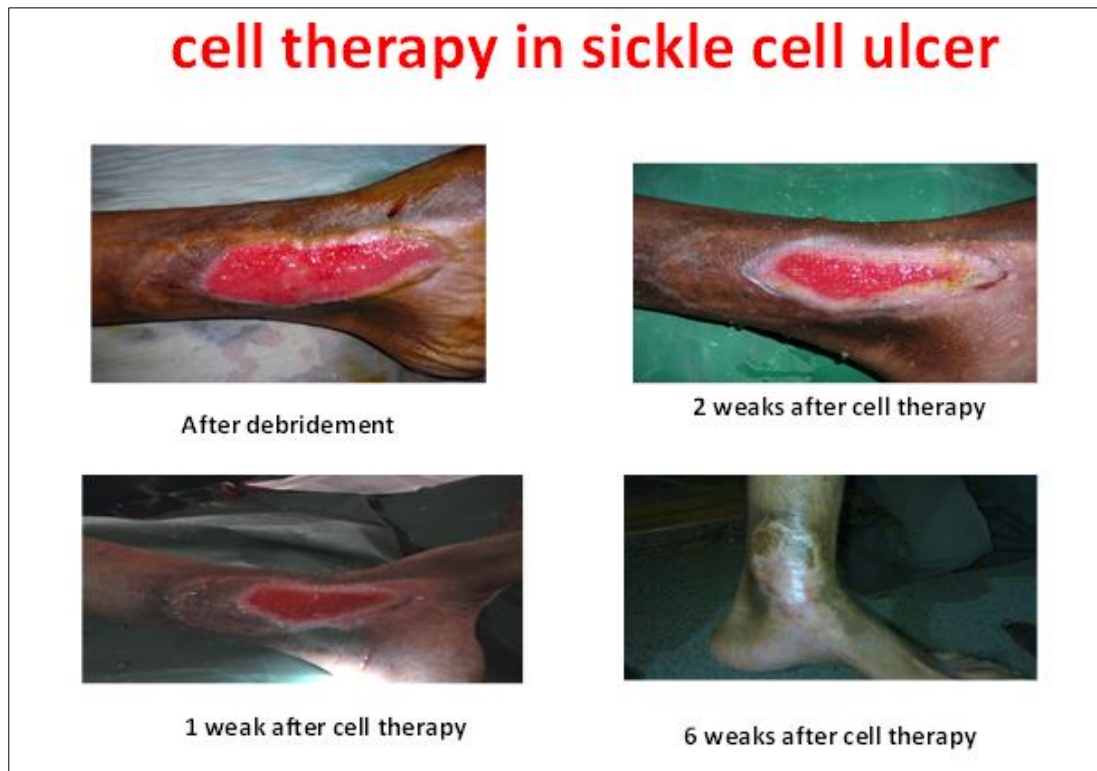 cell therapy in sickle cell ulcer
After debridement
2 weaks after cell therapy
1 weak after cell therapy
6 weaks after cell therapy